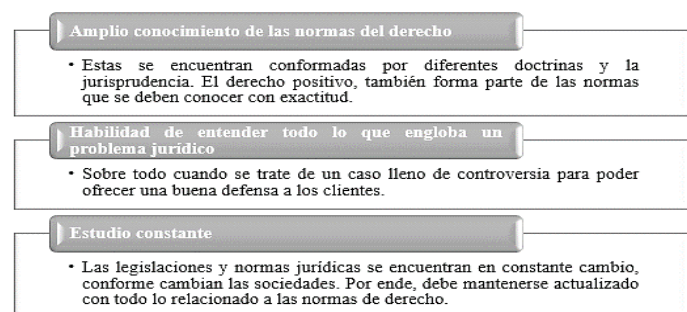 Amplio conocimiento de las normas del derecho
• Estas se encuentran conformadas por diferentes doctrinas y la
jurisprudencia. El derecho positivo, también forma parte de las normas
que se deben conocer con exactitud.
Habilidad de entender todo lo que engloba un
problema jurídico
• Sobre todo cuando se trate de un caso lleno de controversia para poder
ofrecer una buena defensa a los clientes.
Estudio constante
• Las legislaciones y normas jurídicas se encuentran en constante cambio,
conforme cambian las sociedades. Por ende, debe mantenerse actualizado
con todo lo relacionado a las normas de derecho.